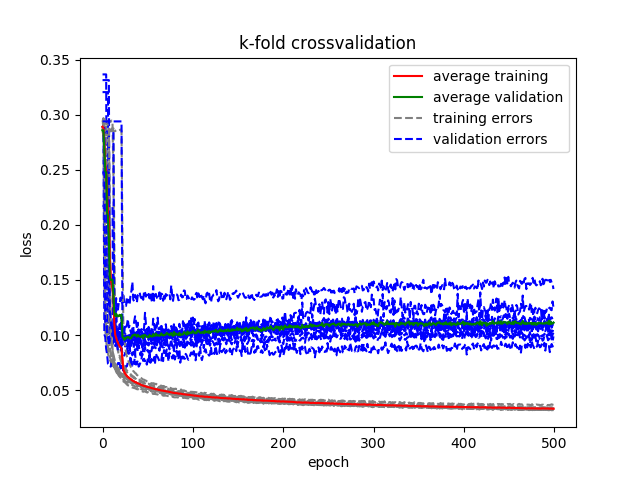 k-fold crossvalidation
0.35
0.30
0.25
0.20
0.15
0.10
0.05
loss
average training
average validation
training errors
validation errors
0 100 200 300 400 500
epoch